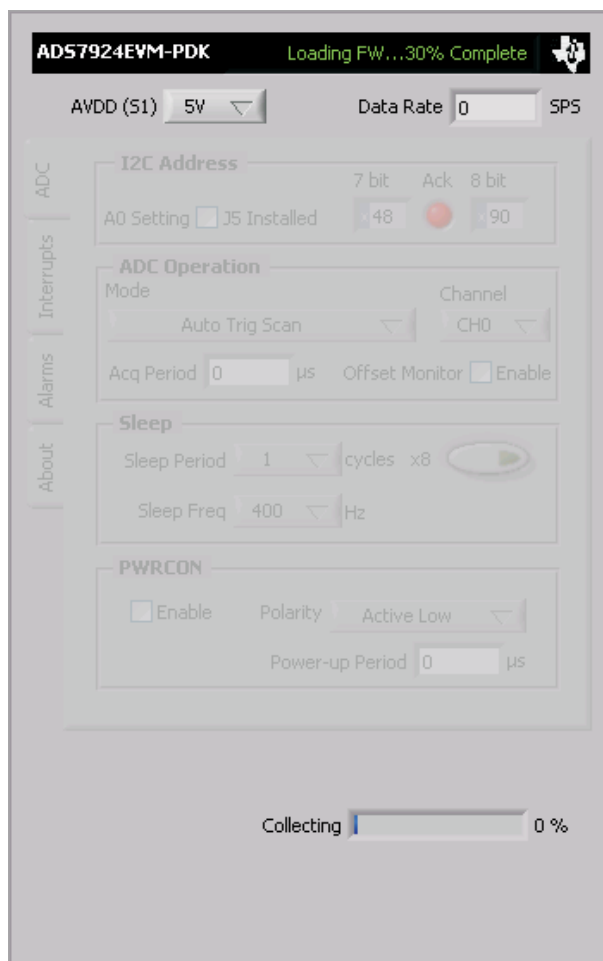 ADS7924EVM-PDK Loading FW...30% Complete
AVDD (S1) 5V Data Rate 0 SPS
ADC
Interrupts
Alarms
About
I2C Address
7 bit Ack 8 bit
A0 Setting J5 Installed x48 x90
ADC Operation
Mode Channel
Auto Trig Scan CH0
Acq Period 0 µs Offset Monitor Enable
Sleep
Sleep Period 1 cycles x8
Sleep Freq 400 Hz
PWRCON
Enable Polarity Active Low
Power-up Period 0 µs
Collecting 0 %